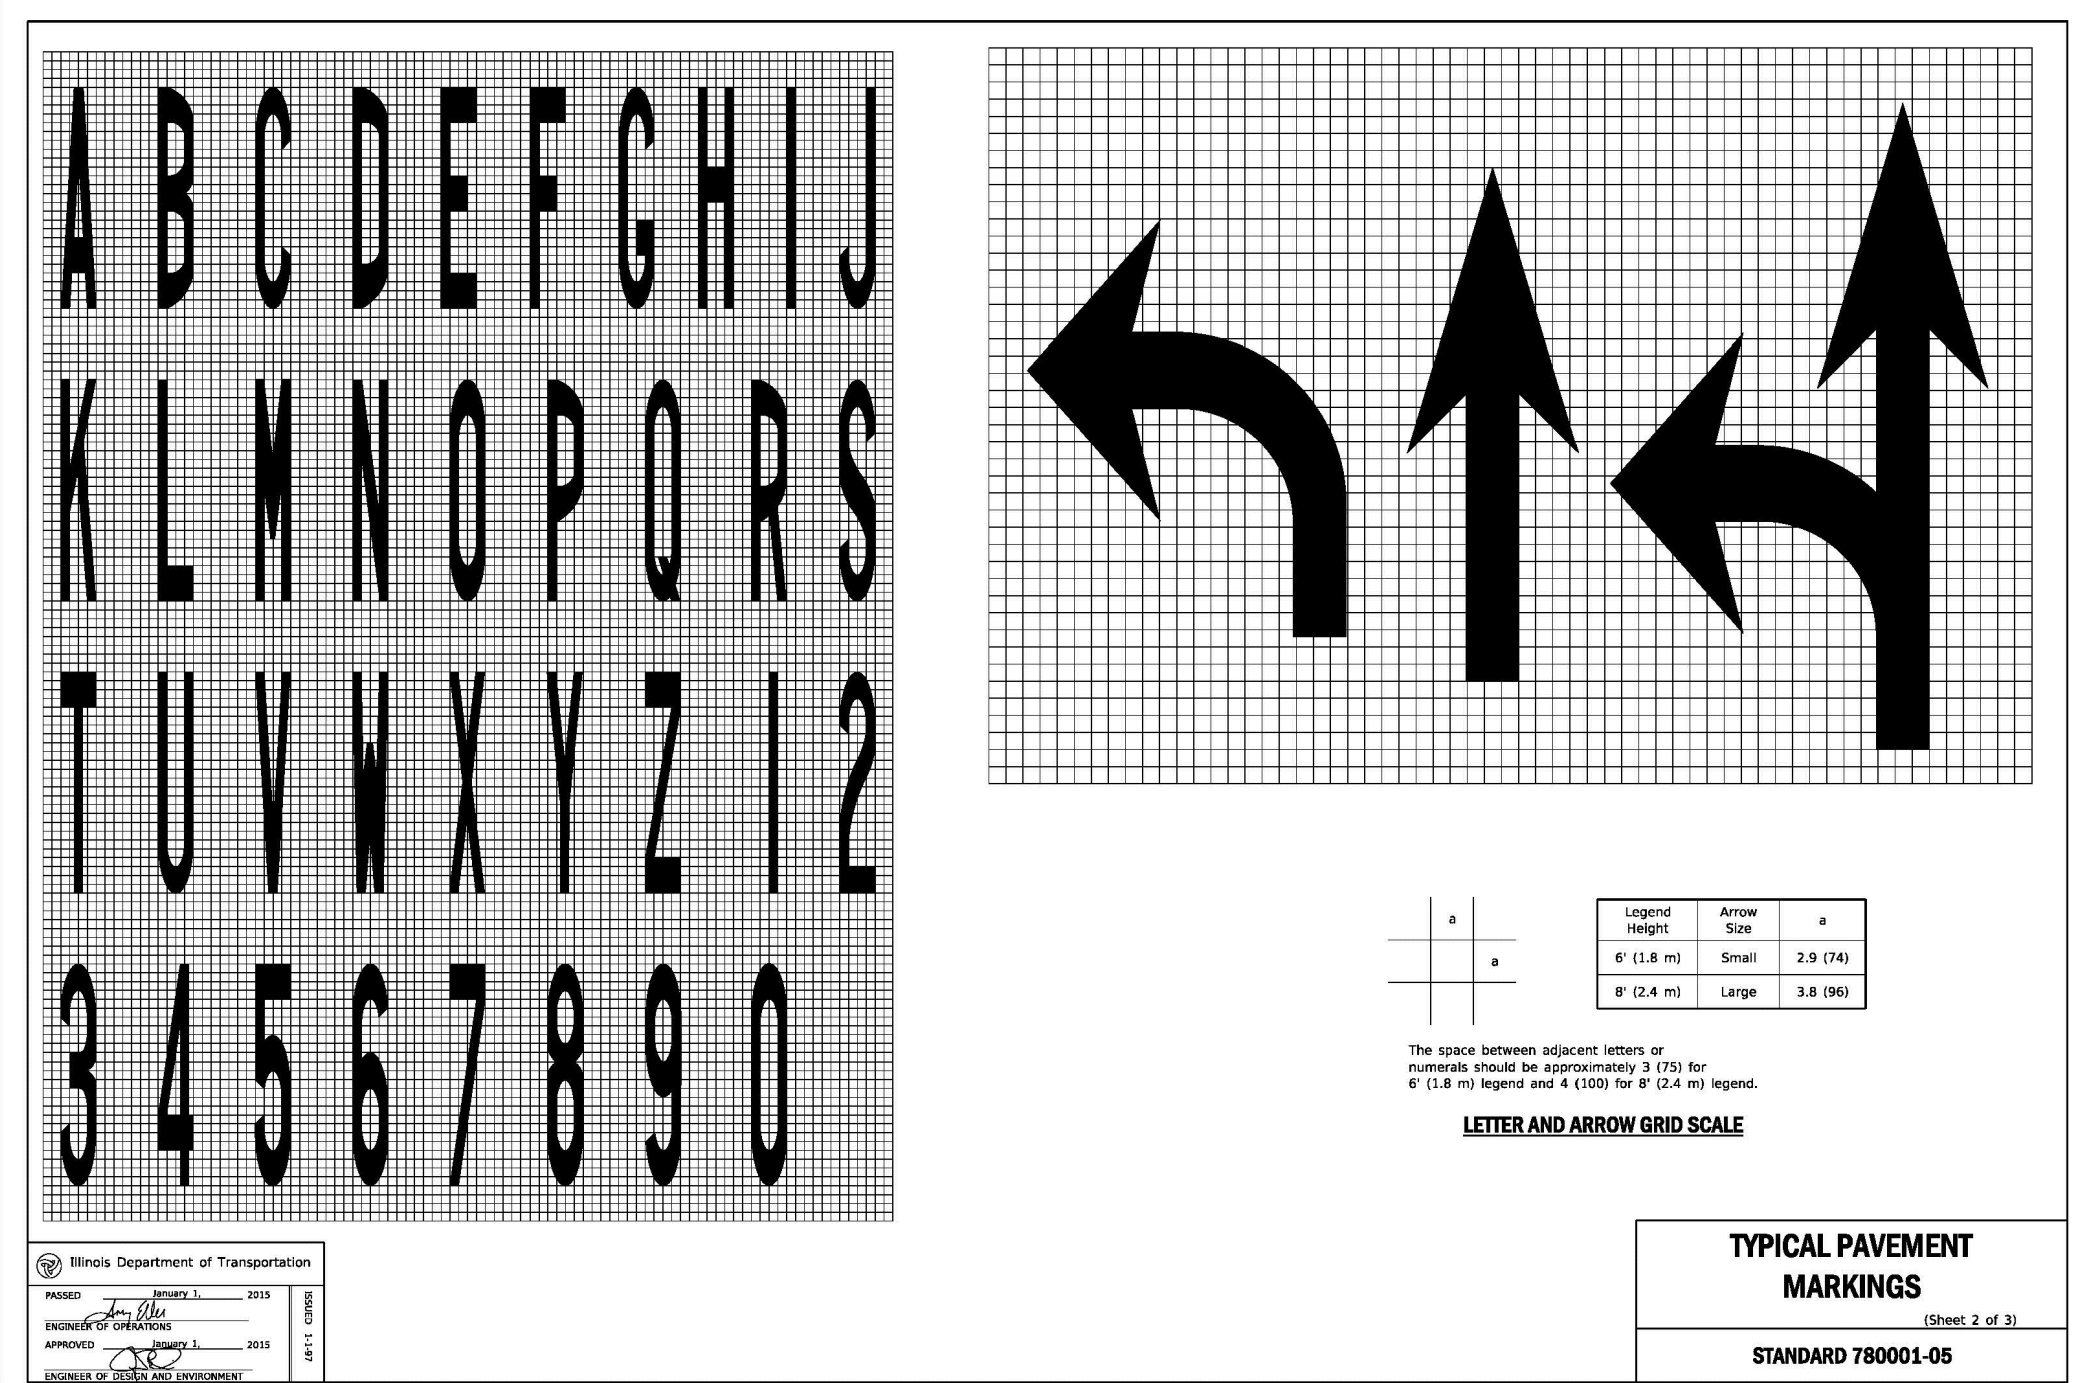 A B C D E F G H I J
K L M N O P Q R S
T U V W X Y Z 1 2
3 4 5 6 7 8 9 0
a
a
Legend Height Arrow Size a
6' (1.8 m) Small 2.9 (74)
8' (2.4 m) Large 3.8 (96)
The space between adjacent letters or
numerals should be approximately 3 (75) for
6' (1.8 m) legend and 4 (100) for 8' (2.4 m) legend.
LETTER AND ARROW GRID SCALE
Illinois Department of Transportation
PASSED January 1, 2015
ENGINEER OF OPERATIONS
APPROVED January 1, 2015
ENGINEER OF DESIGN AND ENVIRONMENT
ISSUED 1-1-97
TYPICAL PAVEMENT
MARKINGS
(Sheet 2 of 3)
STANDARD 780001-05